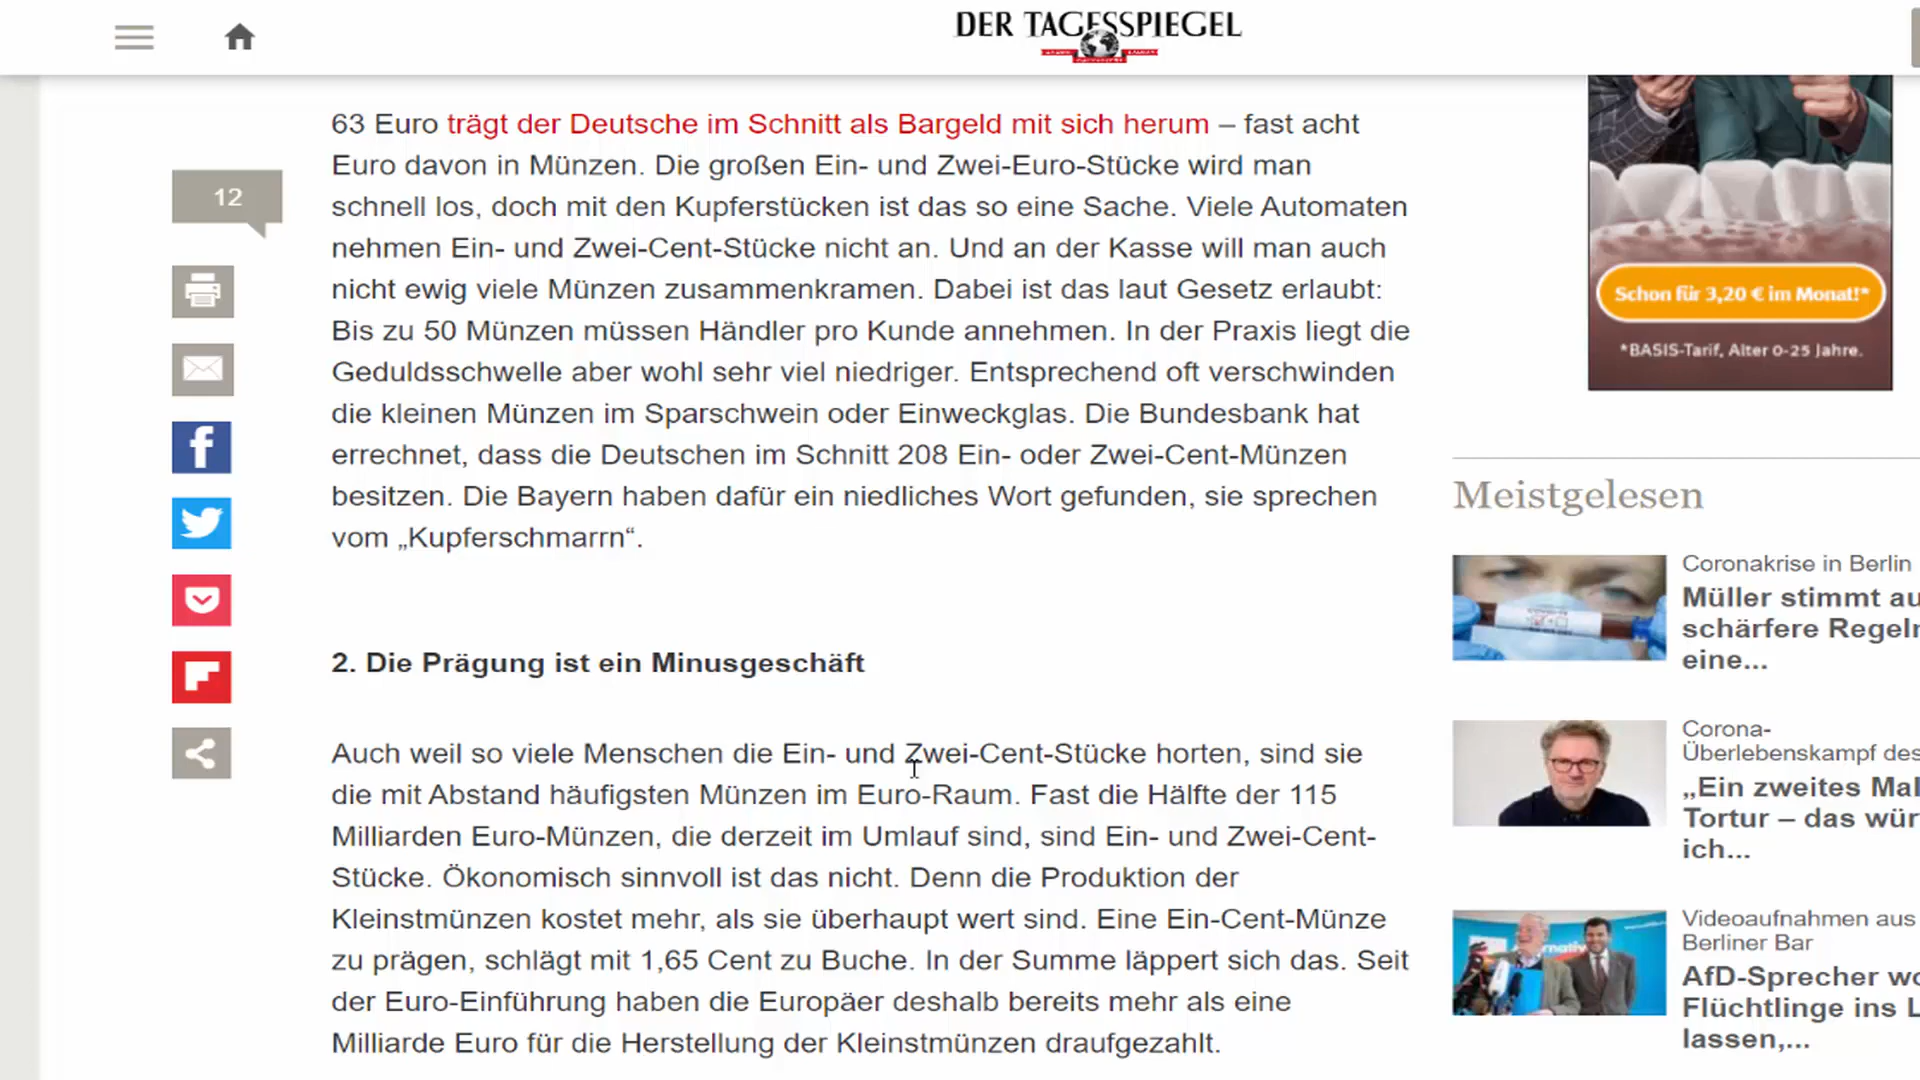 DER TAGESSPIEGEL
63 Euro trägt der Deutsche im Schnitt als Bargeld mit sich herum – fast acht
Euro davon in Münzen. Die großen Ein- und Zwei-Euro-Stücke wird man
schnell los, doch mit den Kupferstücken ist das so eine Sache. Viele Automaten
nehmen Ein- und Zwei-Cent-Stücke nicht an. Und an der Kasse will man auch
nicht ewig viele Münzen zusammenkramen. Dabei ist das laut Gesetz erlaubt:
Bis zu 50 Münzen müssen Händler pro Kunde annehmen. In der Praxis liegt die
Geduldsschwelle aber wohl sehr viel niedriger. Entsprechend oft verschwinden
die kleinen Münzen im Sparschwein oder Einweckglas. Die Bundesbank hat
errechnet, dass die Deutschen im Schnitt 208 Ein- oder Zwei-Cent-Münzen
besitzen. Die Bayern haben dafür ein niedliches Wort gefunden, sie sprechen
vom „Kupferschmarrn“.
2. Die Prägung ist ein Minusgeschäft
Auch weil so viele Menschen die Ein- und Zwei-Cent-Stücke horten, sind sie
die mit Abstand häufigsten Münzen im Euro-Raum. Fast die Hälfte der 115
Milliarden Euro-Münzen, die derzeit im Umlauf sind, sind Ein- und Zwei-Cent-
Stücke. Ökonomisch sinnvoll ist das nicht. Denn die Produktion der
Kleinstmünzen kostet mehr, als sie überhaupt wert sind. Eine Ein-Cent-Münze
zu prägen, schlägt mit 1,65 Cent zu Buche. In der Summe läppert sich das. Seit
der Euro-Einführung haben die Europäer deshalb bereits mehr als eine
Milliarde Euro für die Herstellung der Kleinstmünzen draufgezahlt.
12
Schon für 3,20 € im Monat!*
*BASIS-Tarif, Alter 0-25 Jahre.
Meistgelesen
Coronakrise in Berlin
Müller stimmt au
schärfere Regeln
eine...
Corona-
Überlebenskampf des
„Ein zweites Mal
Tortur – das wür
ich...
Videoaufnahmen aus
Berliner Bar
AfD-Sprecher wo
Flüchtlinge ins L
lassen,...